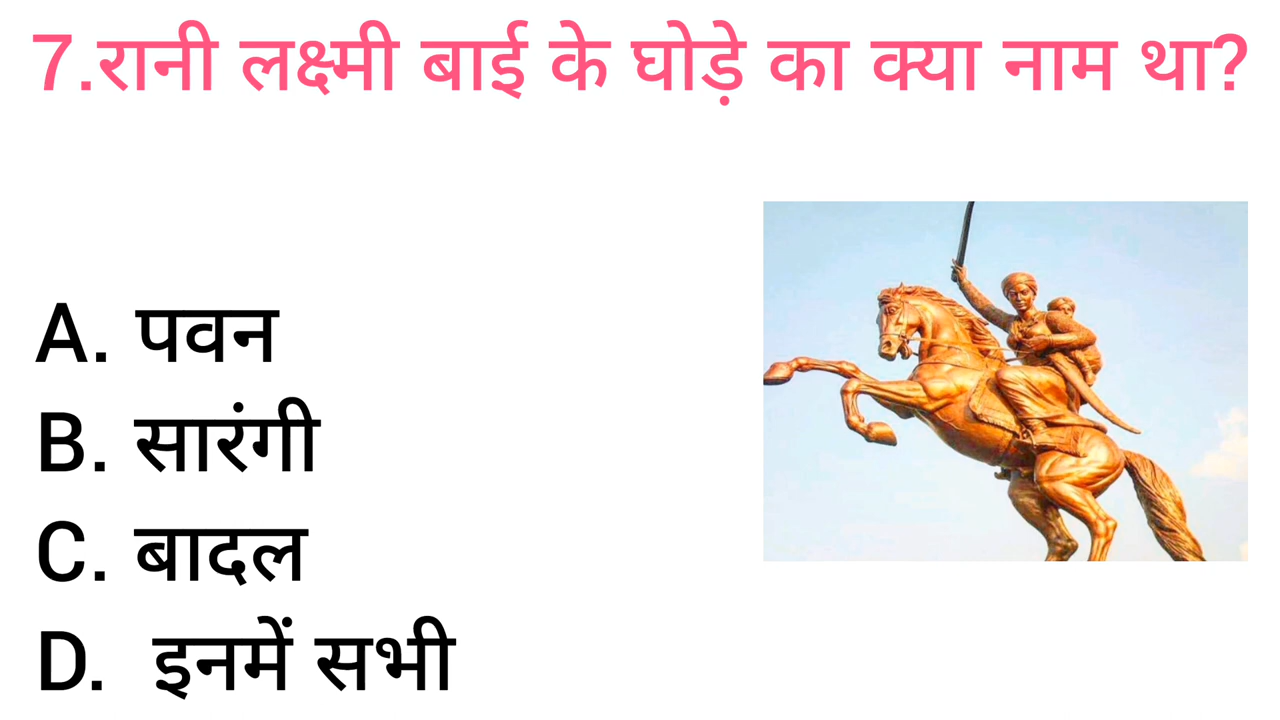 7.रानी लक्ष्मी बाई के घोड़े का क्या नाम था?
A. पवन
B. सारंगी
C. बादल
D. इनमें सभी